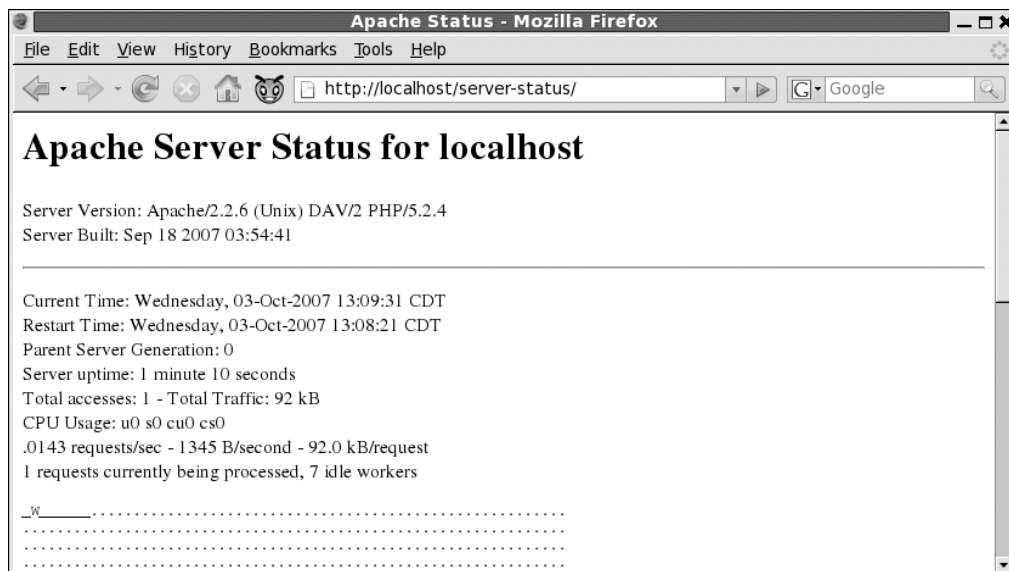 Apache Status - Mozilla Firefox
File Edit View History Bookmarks Tools Help
http://localhost/server-status/ G Google
Apache Server Status for localhost
Server Version: Apache/2.2.6 (Unix) DAV/2 PHP/5.2.4
Server Built: Sep 18 2007 03:54:41
Current Time: Wednesday, 03-Oct-2007 13:09:31 CDT
Restart Time: Wednesday, 03-Oct-2007 13:08:21 CDT
Parent Server Generation: 0
Server uptime: 1 minute 10 seconds
Total accesses: 1 - Total Traffic: 92 kB
CPU Usage: u0 s0 cu0 cs0
.0143 requests/sec - 1345 B/second - 92.0 kB/request
1 requests currently being processed, 7 idle workers
_W______........................................................
................................................................
................................................................
................................................................